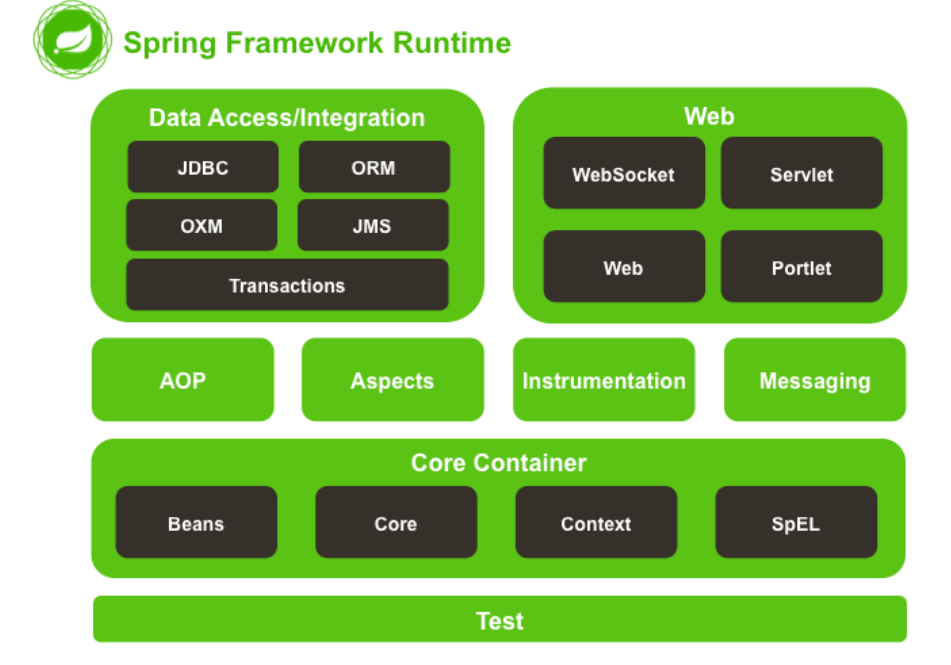 Spring Framework Runtime
Data Access/Integration
JDBC
ORM
OXM
JMS
Transactions
Web
WebSocket
Servlet
Web
Portlet
AOP
Aspects
Instrumentation
Messaging
Core Container
Beans
Core
Context
SpEL
Test